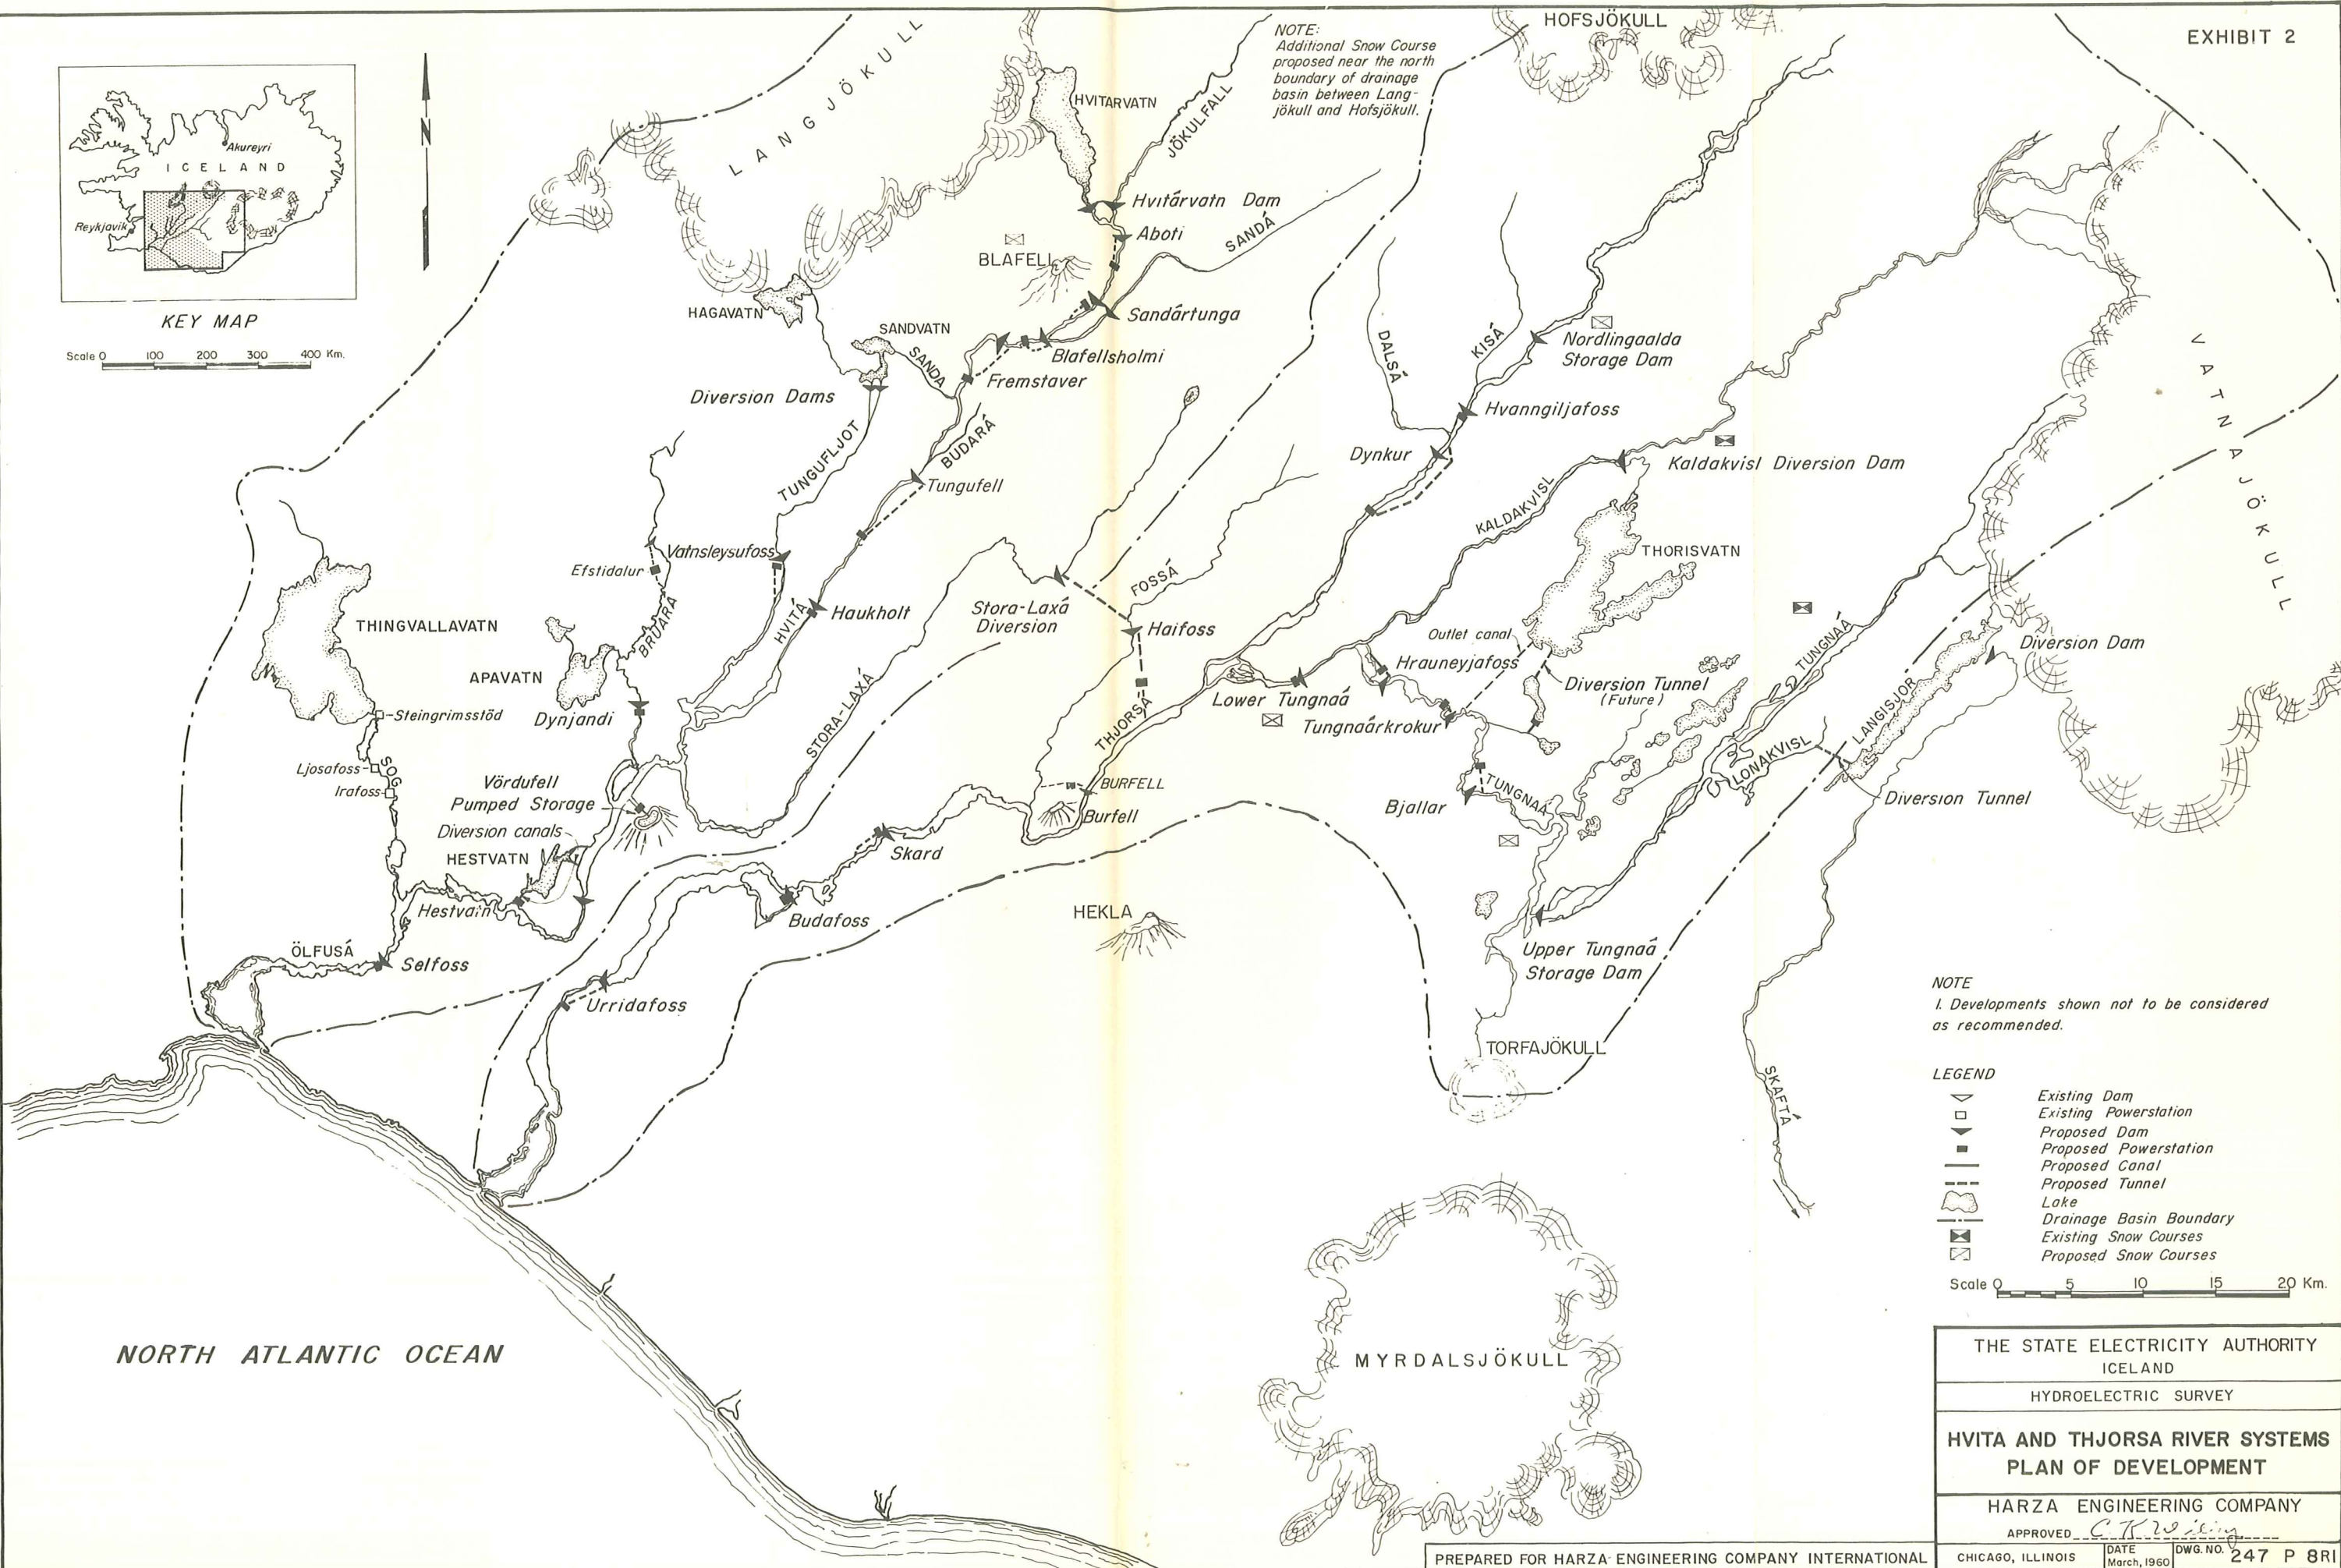 EXHIBIT 2
HOFSJÖKULL
NOTE:
Additional Snow Course
proposed near the north
boundary of drainage
basin between Lang-
jökull and Hofsjökull.
LANGJÖKULL
HVITARVATN
JÖKULFALL
N
Akureyri
ICELAND
Reykjavik
KEY MAP
Scale 0 100 200 300 400 Km.
Hvitárvatn Dam
Aboti
SANDÁ
BLAFELL
HAGAVATN
SANDVATN
SANDA
Sandártunga
Blafellsholmi
Fremstaver
Diversion Dams
TUNGUFLJOT
BUDARÁ
Tungufell
DALSÁ
KISÁ
Nordlingaalda
Storage Dam
Hvanngiljafoss
Dynkur
Kaldakvisl Diversion Dam
KALDAKVISL
VATNAJÖKULL
Vatnsleysufoss
Efstidalur
BRUARÁ
HVITÁ
Haukholt
THINGVALLAVATN
APAVATN
Dynjandi
Steingrimsstöd
Ljosafoss
SOG
Irafoss
Stora-Laxá
Diversion
FOSSÁ
Haifoss
STORA-LAXÁ
THJORSÁ
THORISVATN
Outlet canal
Hrauneyjafoss
Diversion Tunnel
(Future)
Lower Tungnaá
Tungnaárkrokur
TUNGNAÁ
Diversion Dam
LANGISJOR
LONAKVISL
Diversion Tunnel
Bjallar
TUNGNAÁ
Vördufell
Pumped Storage
Diversion canals
HESTVATN
Hestvatn
BURFELL
Burfell
Skard
Budafoss
HEKLA
Upper Tungnaá
Storage Dam
ÖLFUSÁ
Selfoss
Urridafoss
TORFAJÖKULL
SKAFTÁ
NOTE
1. Developments shown not to be considered
as recommended.
LEGEND
Existing Dam
Existing Powerstation
Proposed Dam
Proposed Powerstation
Proposed Canal
Proposed Tunnel
Lake
Drainage Basin Boundary
Existing Snow Courses
Proposed Snow Courses
Scale 0 5 10 15 20 Km.
NORTH ATLANTIC OCEAN
MYRDALSJÖKULL
THE STATE ELECTRICITY AUTHORITY
ICELAND
HYDROELECTRIC SURVEY
HVITA AND THJORSA RIVER SYSTEMS
PLAN OF DEVELOPMENT
HARZA ENGINEERING COMPANY
APPROVED
PREPARED FOR HARZA ENGINEERING COMPANY INTERNATIONAL
CHICAGO, ILLINOIS
DATE
March, 1960
DWG. NO. 247 P 8R1